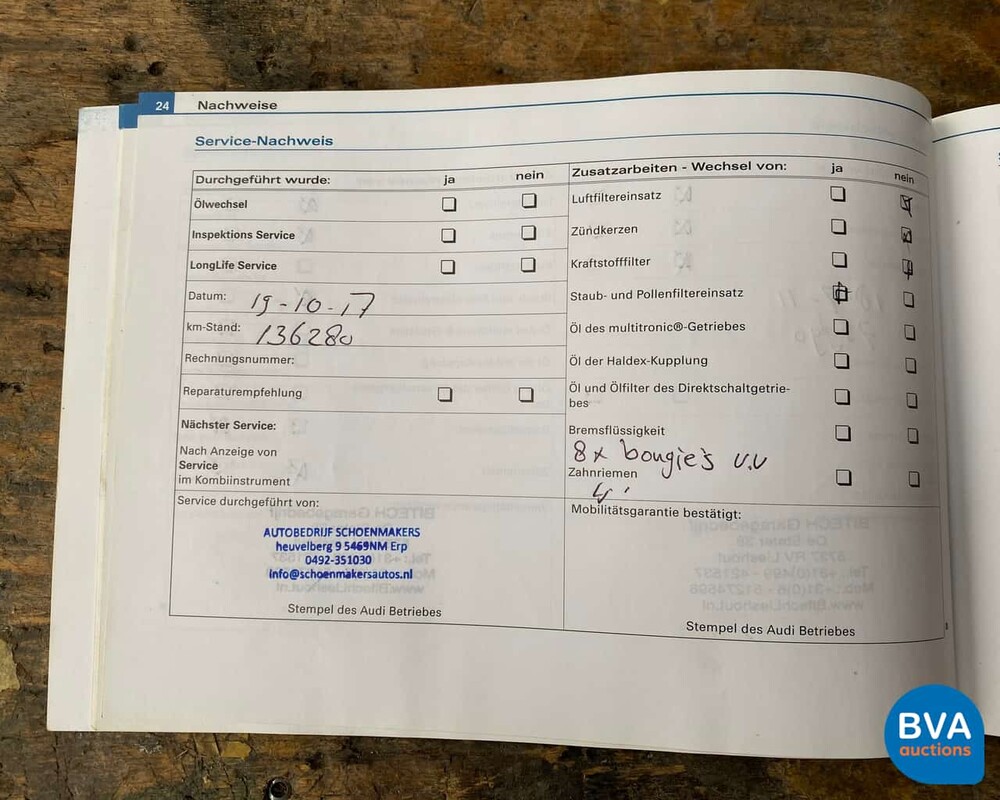 24 Nachweise
Service-Nachweis
Durchgeführt wurde: ja nein
Ölwechsel
Inspektions Service
LongLife Service
Datum: 19-10-17
km-Stand: 136280
Rechnungsnummer:
Reparaturempfehlung
Nächster Service:
Nach Anzeige von
Service
im Kombiinstrument
Service durchgeführt von:
AUTOBEDRIJF SCHOENMAKERS
heuvelberg 9 5469NM Erp
0492-351030
info@schoenmakersautos.nl
Stempel des Audi Betriebes
Zusatzarbeiten - Wechsel von: ja nein
Luftfiltereinsatz
Zündkerzen
Kraftstofffilter
Staub- und Pollenfiltereinsatz
Öl des multitronic®-Getriebes
Öl der Haldex-Kupplung
Öl und Ölfilter des Direktschaltgetrie-
bes
Bremsflüssigkeit
8x bougie's v.v
Zahnriemen
Mobilitätsgarantie bestätigt:
Stempel des Audi Betriebes
BVA
auctions